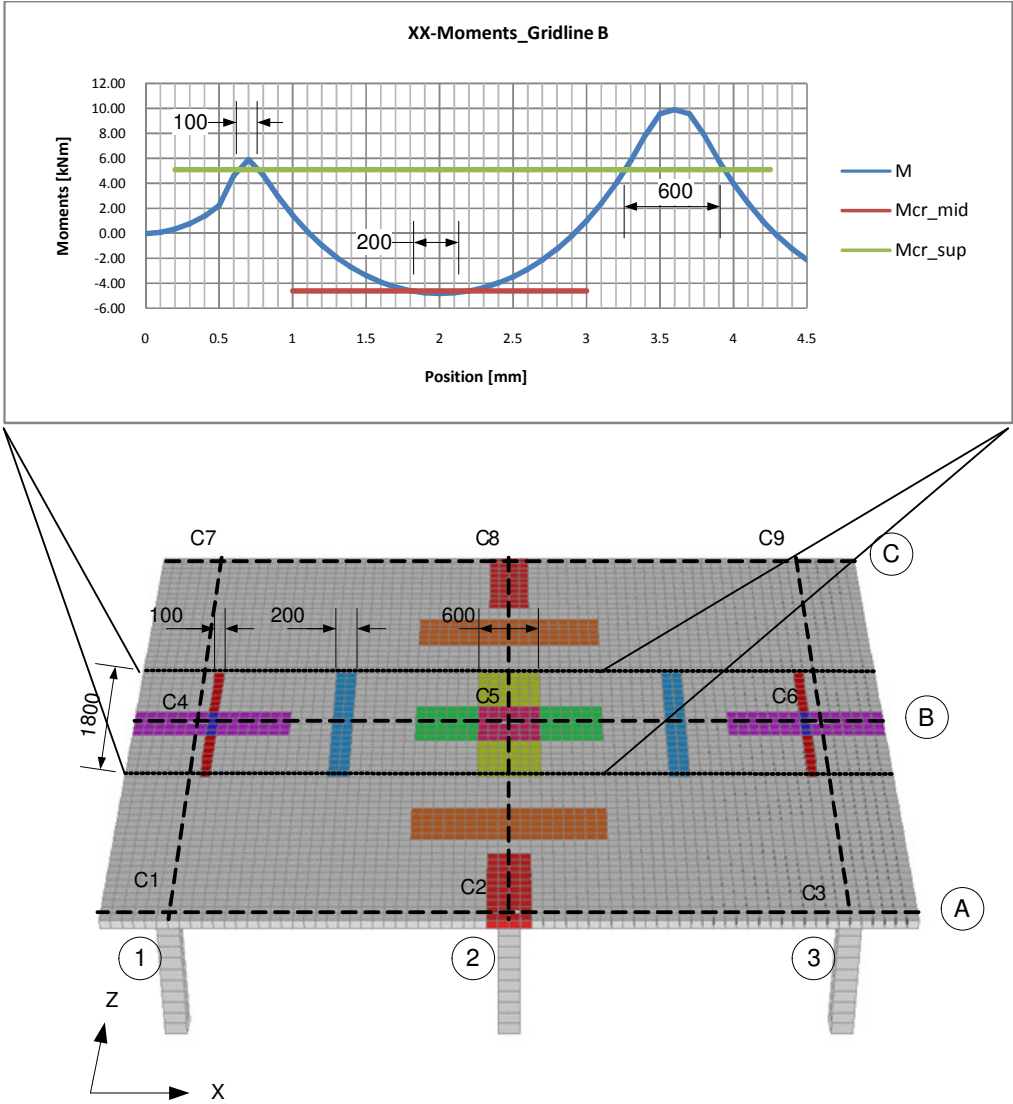 XX-Moments_Gridline B
12.00
10.00
8.00
6.00
4.00
2.00
0.00
-2.00
-4.00
-6.00
Moments [kNm]
100
200
600
0 0.5 1 1.5 2 2.5 3 3.5 4 4.5
Position [mm]
M
Mcr_mid
Mcr_sup
C7 C8 C9
C
100 200 600
1800
C4 C5 C6
B
C1 C2 C3
A
1 2 3
Z
X